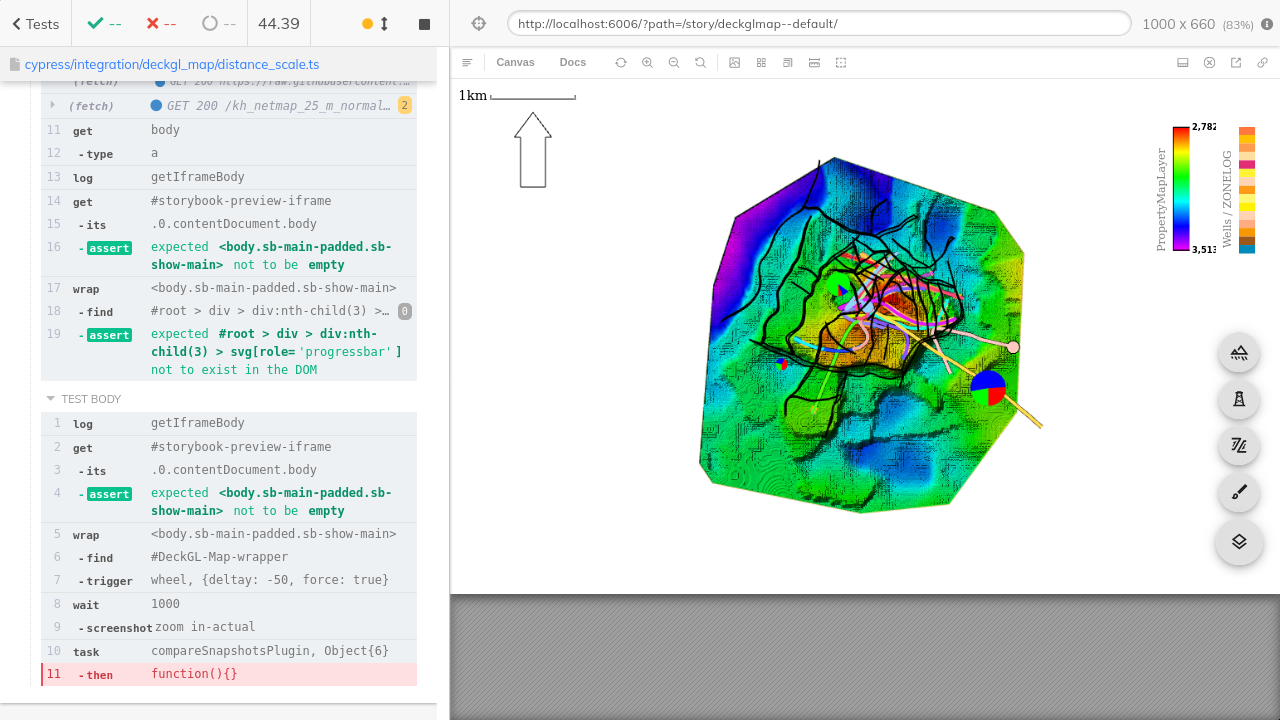 Tests
--
--
--
44.39
http://localhost:6006/?path=/story/deckglmap--default/
1000 x 660 (83%)
cypress/integration/deckgl_map/distance_scale.ts
(fetch) GET 200 https://raw.githubusercontent.…
(fetch) GET 200 /kh_netmap_25_m_normal… 2
11 get body
12 -type a
13 log getIframeBody
14 get #storybook-preview-iframe
15 -its .0.contentDocument.body
16 -assert expected <body.sb-main-padded.sb-
show-main> not to be empty
17 wrap <body.sb-main-padded.sb-show-main>
18 -find #root > div > div:nth-child(3) >… 0
19 -assert expected #root > div > div:nth-
child(3) > svg[role='progressbar']
not to exist in the DOM
TEST BODY
1 log getIframeBody
2 get #storybook-preview-iframe
3 -its .0.contentDocument.body
4 -assert expected <body.sb-main-padded.sb-
show-main> not to be empty
5 wrap <body.sb-main-padded.sb-show-main>
6 -find #DeckGL-Map-wrapper
7 -trigger wheel, {deltay: -50, force: true}
8 wait 1000
9 -screenshot zoom in-actual
10 task compareSnapshotsPlugin, Object{6}
11 -then function(){}
Canvas
Docs
1km
PropertyMapLayer
2,782
3,513
Wells / ZONELOG